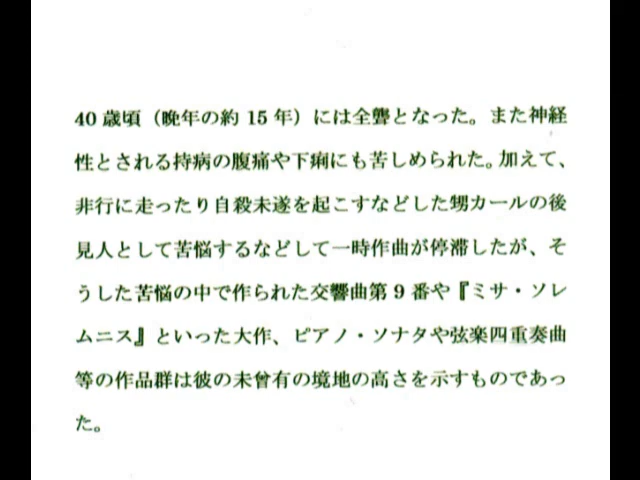 40 歳頃（晩年の約 15 年）には全聾となった。また神経
性とされる持病の腹痛や下痢にも苦しめられた。加えて、
非行に走ったり自殺未遂を起こすなどした甥カールの後
見人として苦悩するなどして一時作曲が停滞したが、そ
うした苦悩の中で作られた交響曲第 9 番や『ミサ・ソレ
ムニス』といった大作、ピアノ・ソナタや弦楽四重奏曲
等の作品群は彼の未曾有の境地の高さを示すものであっ
た。